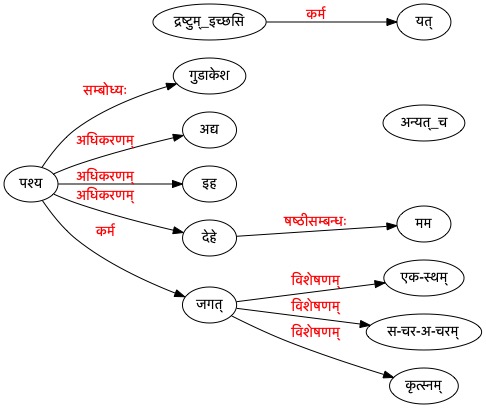 द्रष्टुम्_इच्छसि कर्म यत्
गुडाकेश
सम्बोध्यः
अन्यत्_च
अद्य
अधिकरणम्
पश्य अधिकरणम् इह
अधिकरणम्
देहे षष्ठीसम्बन्धः मम
कर्म
एक-स्थम्
विशेषणम्
जगत्
विशेषणम्
स-चर-अ-चरम्
विशेषणम्
कृत्स्नम्